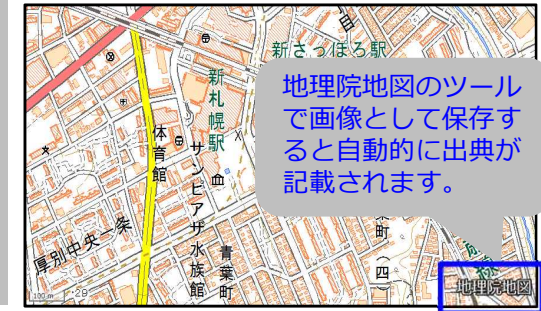 新さっぽろ駅
新札幌駅
地理院地図のツール
で画像として保存す
ると自動的に出典が
記載されます。
体育館
サンピアザ水族館
厚別中央一条
青葉町
町(四)
100 m
28
地理院地図